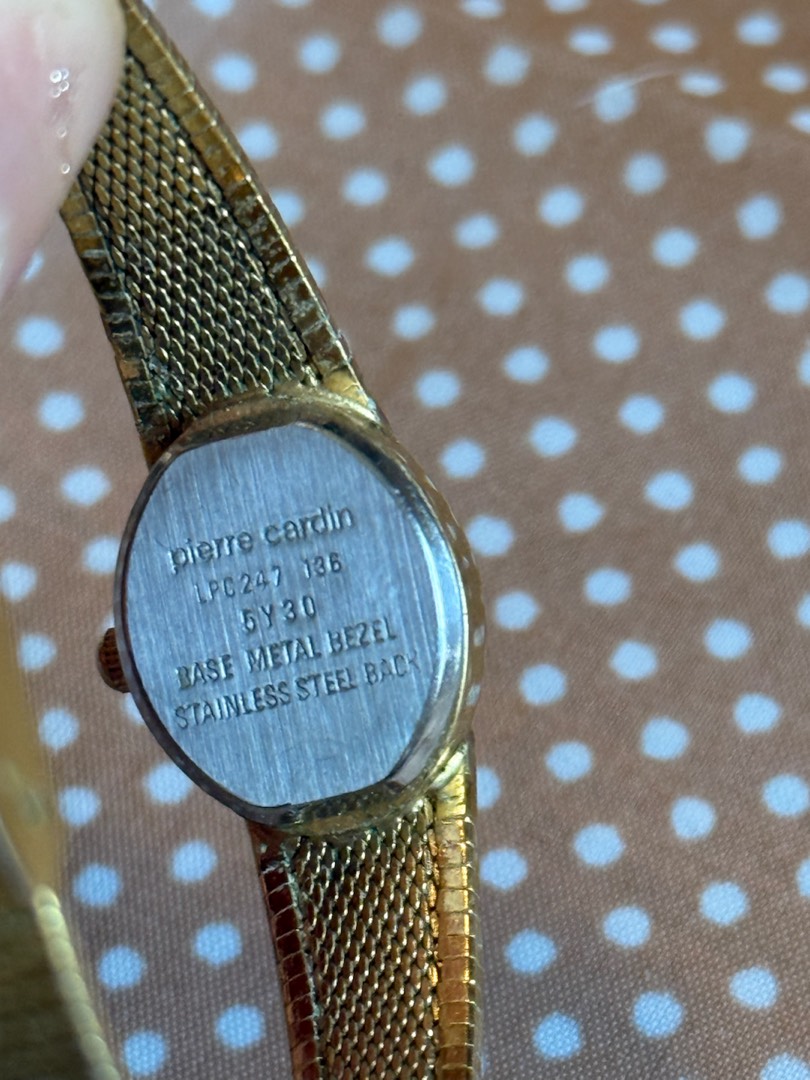 pierre cardin
LPC247 136
5Y30
BASE METAL BEZEL
STAINLESS STEEL BACK